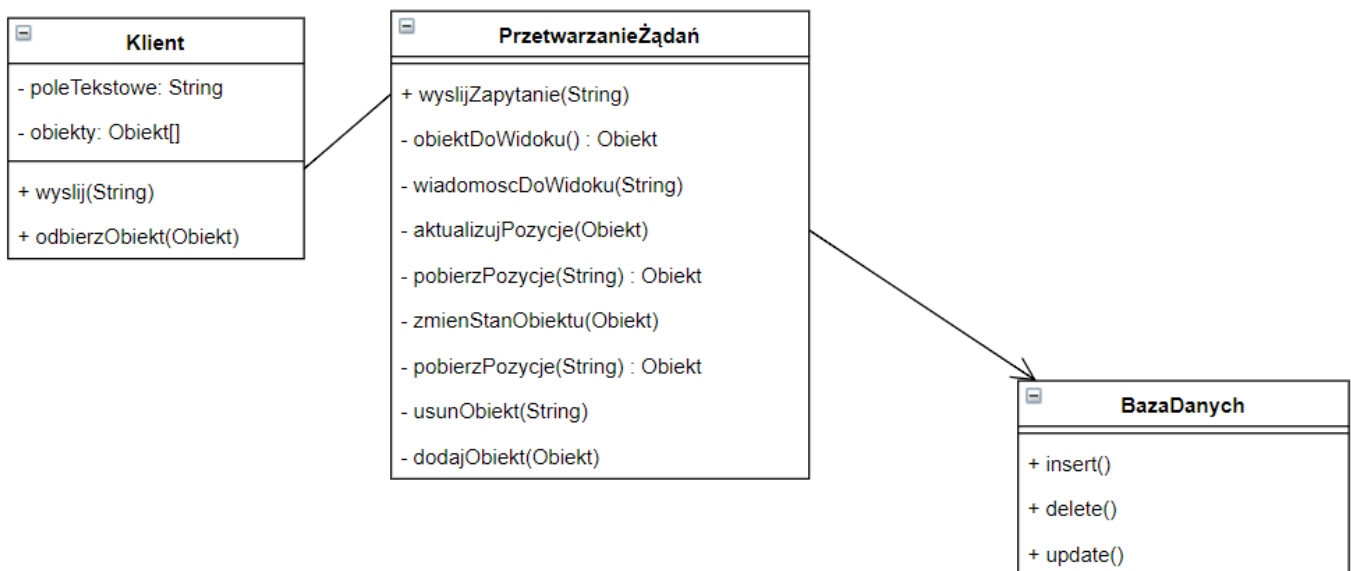 Klient
- poleTekstowe: String
- obiekty: Obiekt[]
+ wyslij(String)
+ odbierzObiekt(Obiekt)
PrzetwarzanieŻądań
+ wyslijZapytanie(String)
- obiektDoWidoku() : Obiekt
- wiadomoscDoWidoku(String)
- aktualizujPozycje(Obiekt)
- pobierzPozycje(String) : Obiekt
- zmienStanObiektu(Obiekt)
- pobierzPozycje(String) : Obiekt
- usunObiekt(String)
- dodajObiekt(Obiekt)
BazaDanych
+ insert()
+ delete()
+ update()